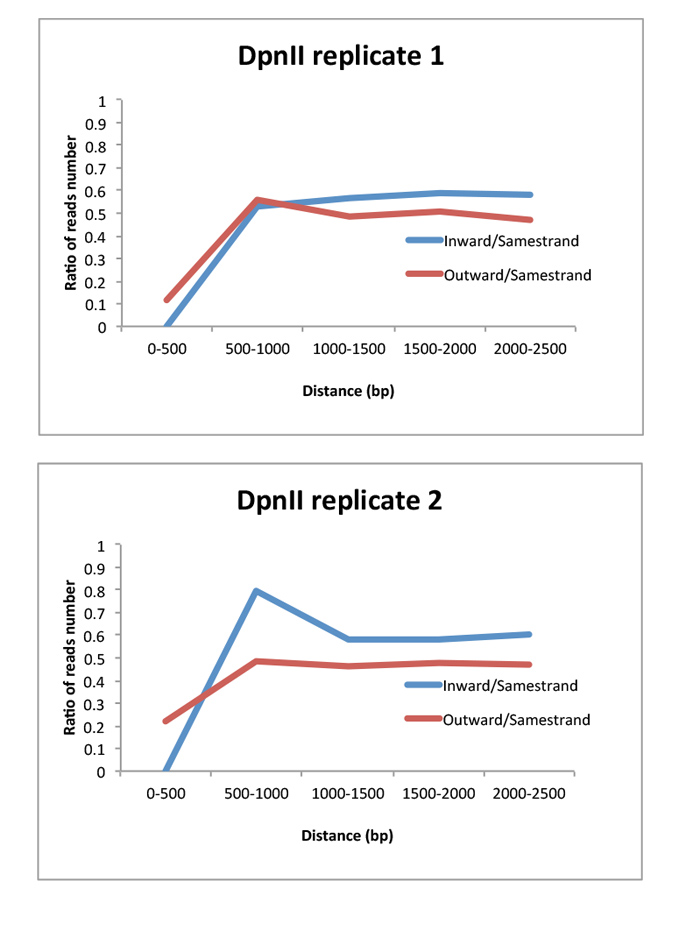 DpnII replicate 1
1
0.9
0.8
0.7
0.6
0.5
0.4
0.3
0.2
0.1
0
Ratio of reads number
Inward/Samestrand
Outward/Samestrand
0-500 500-1000 1000-1500 1500-2000 2000-2500
Distance (bp)
DpnII replicate 2
1
0.9
0.8
0.7
0.6
0.5
0.4
0.3
0.2
0.1
0
Ratio of reads number
Inward/Samestrand
Outward/Samestrand
0-500 500-1000 1000-1500 1500-2000 2000-2500
Distance (bp)